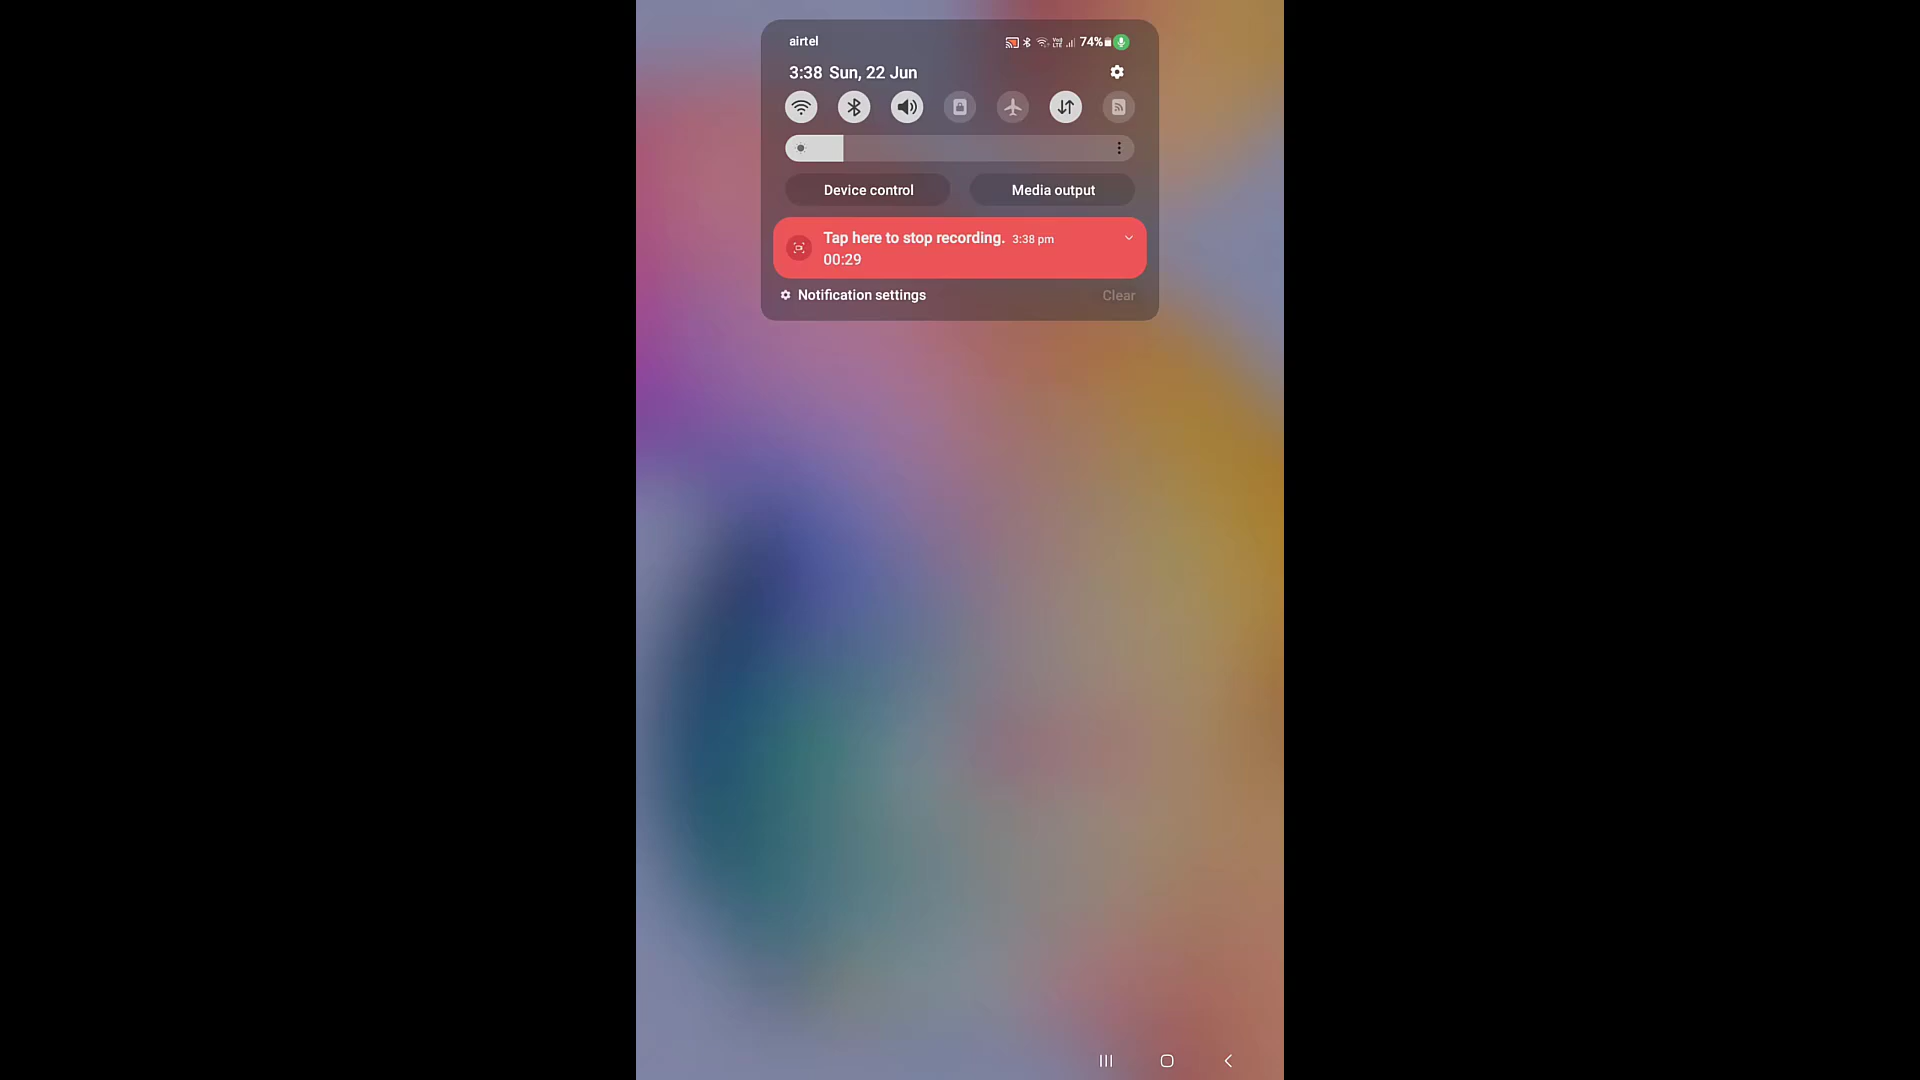 airtel
74%
3:38 Sun, 22 Jun
Device control
Media output
Tap here to stop recording. 3:38 pm
00:29
Notification settings
Clear